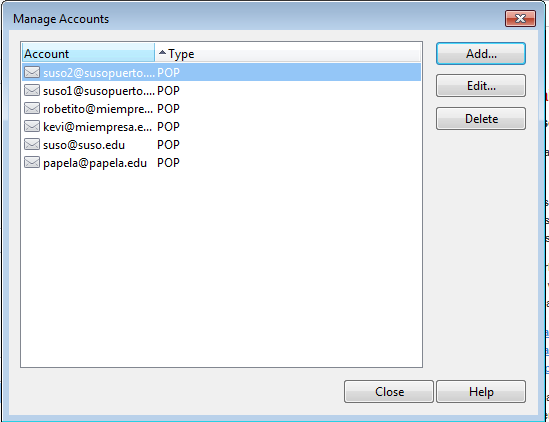 Manage Accounts
Account Type
suso2@susopuerto.... POP
suso1@susopuerto.... POP
robetito@miempre... POP
kevi@miempresa.e... POP
suso@suso.edu POP
papela@papela.edu POP
Add...
Edit...
Delete
Close Help